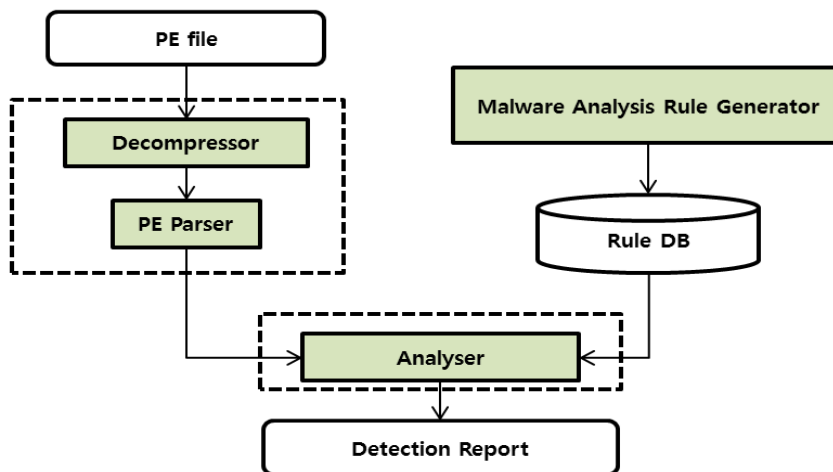 PE file
Malware Analysis Rule Generator
Decompressor
PE Parser
Rule DB
Analyser
Detection Report